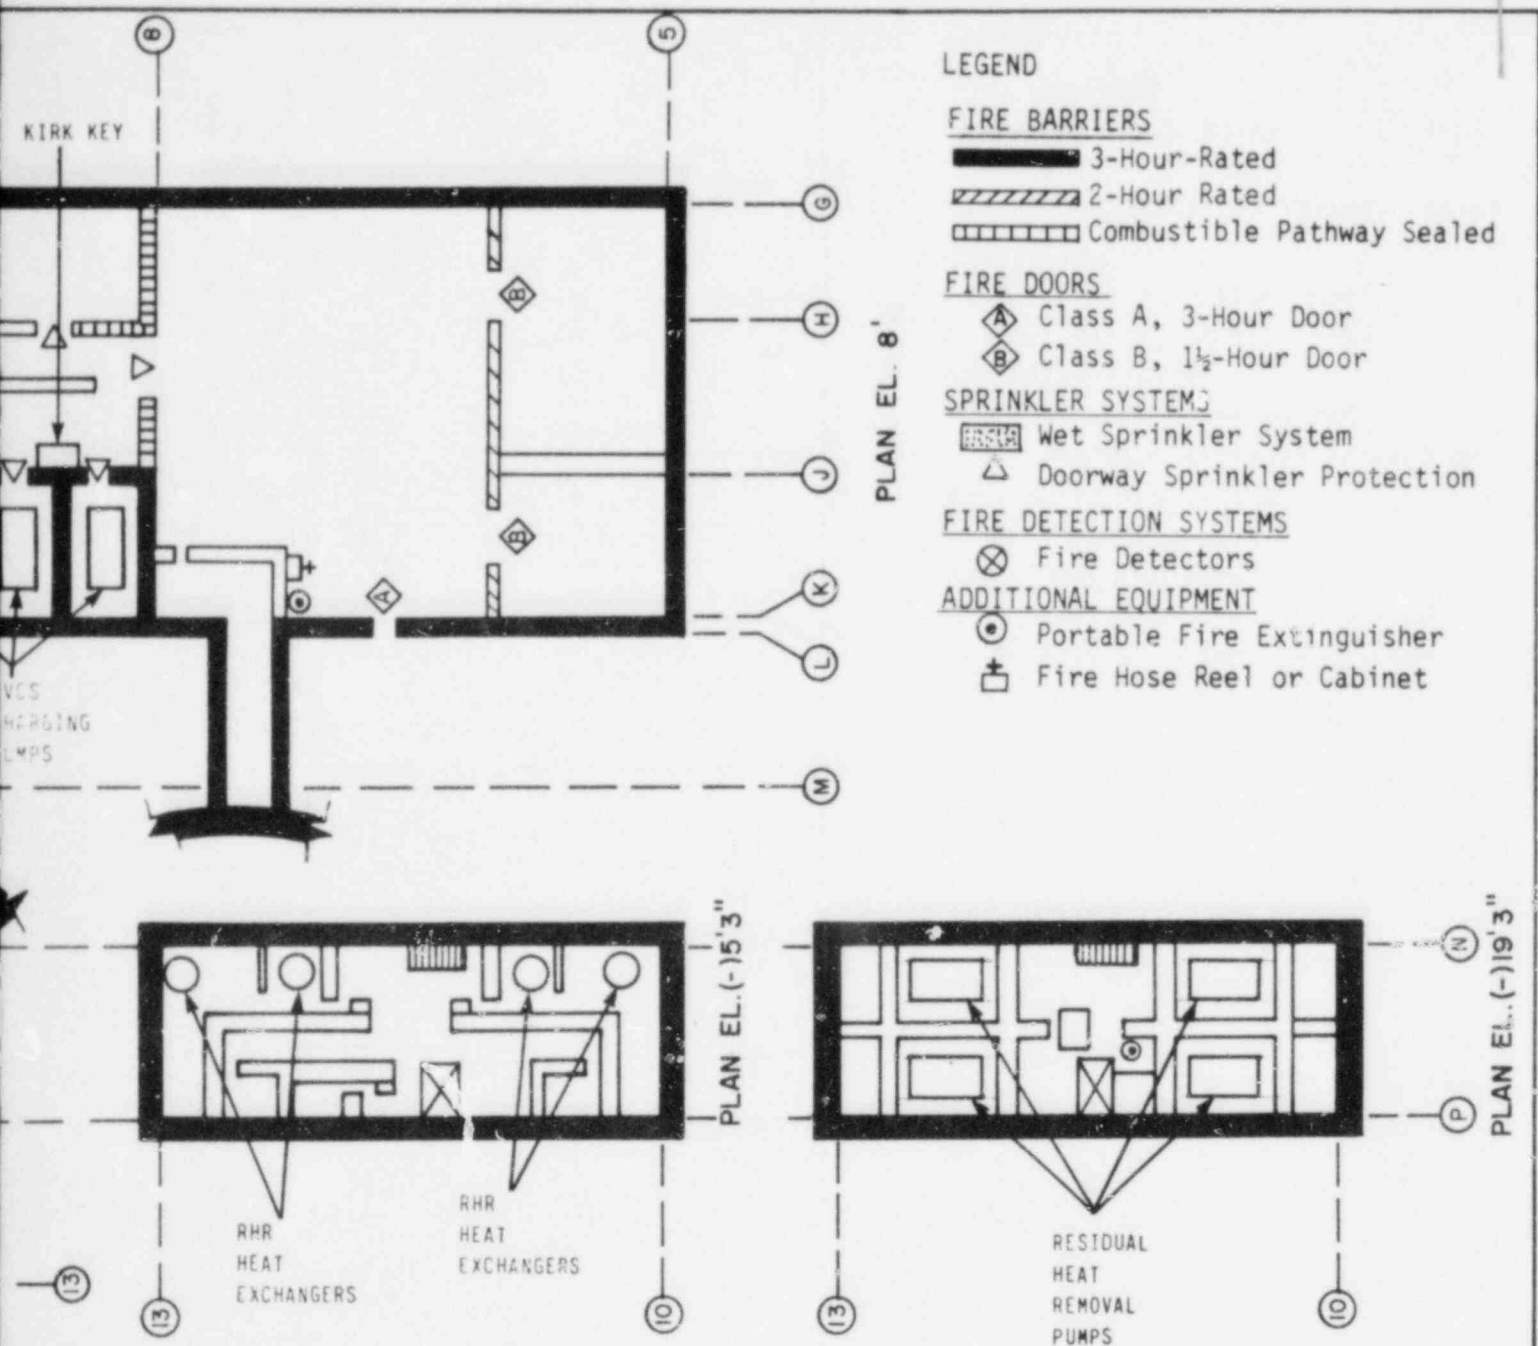 8
5
KIRK KEY
G
H
J
K
L
M
B
B
A
PLAN EL. 8'
LEGEND
FIRE BARRIERS
3-Hour-Rated
2-Hour Rated
Combustible Pathway Sealed
FIRE DOORS
A Class A, 3-Hour Door
B Class B, 1½-Hour Door
SPRINKLER SYSTEMS
Wet Sprinkler System
Doorway Sprinkler Protection
FIRE DETECTION SYSTEMS
Fire Detectors
ADDITIONAL EQUIPMENT
Portable Fire Extinguisher
Fire Hose Reel or Cabinet
VCS
HARGING
UMPS
PLAN EL.(-)5'3"
RHR
HEAT
EXCHANGERS
RHR
HEAT
EXCHANGERS
13
13
10
N
P
PLAN EL.(-)19'3"
RESIDUAL
HEAT
REMOVAL
PUMPS
13
10